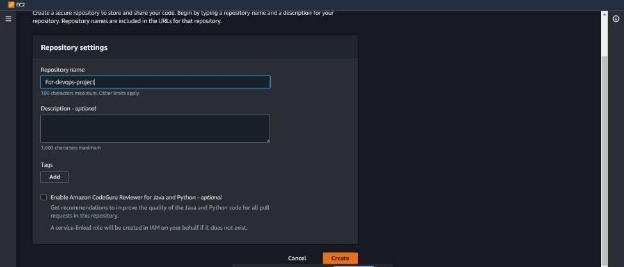 EC2
Create a secure repository to store and share your code. Begin by typing a repository name and a description for your
repository. Repository names are included in the URLs for that repository.
Repository settings
Repository name
For-devops-project
100 characters maximum. Other limits apply.
Description - optional
1,000 characters maximum
Tags
Add
Enable Amazon CodeGuru Reviewer for Java and Python - optional
Get recommendations to improve the quality of the Java and Python code for all pull
requests in this repository.
A service-linked role will be created in IAM on your behalf if it does not exist.
Cancel
Create